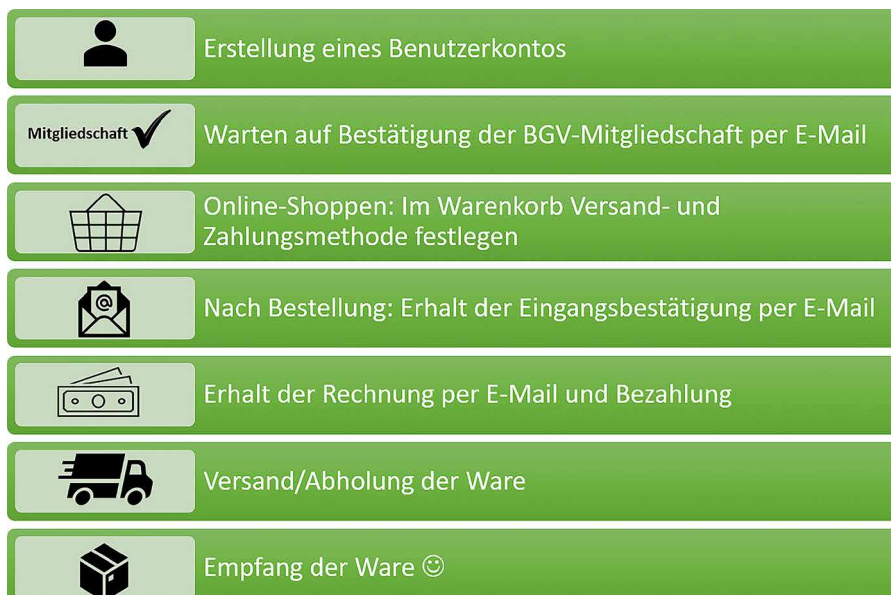 Erstellung eines Benutzerkontos
Mitgliedschaft
Warten auf Bestätigung der BGV-Mitgliedschaft per E-Mail
Online-Shoppen: Im Warenkorb Versand- und
Zahlungsmethode festlegen
@
Nach Bestellung: Erhalt der Eingangsbestätigung per E-Mail
Erhalt der Rechnung per E-Mail und Bezahlung
Versand/Abholung der Ware
Empfang der Ware ☺